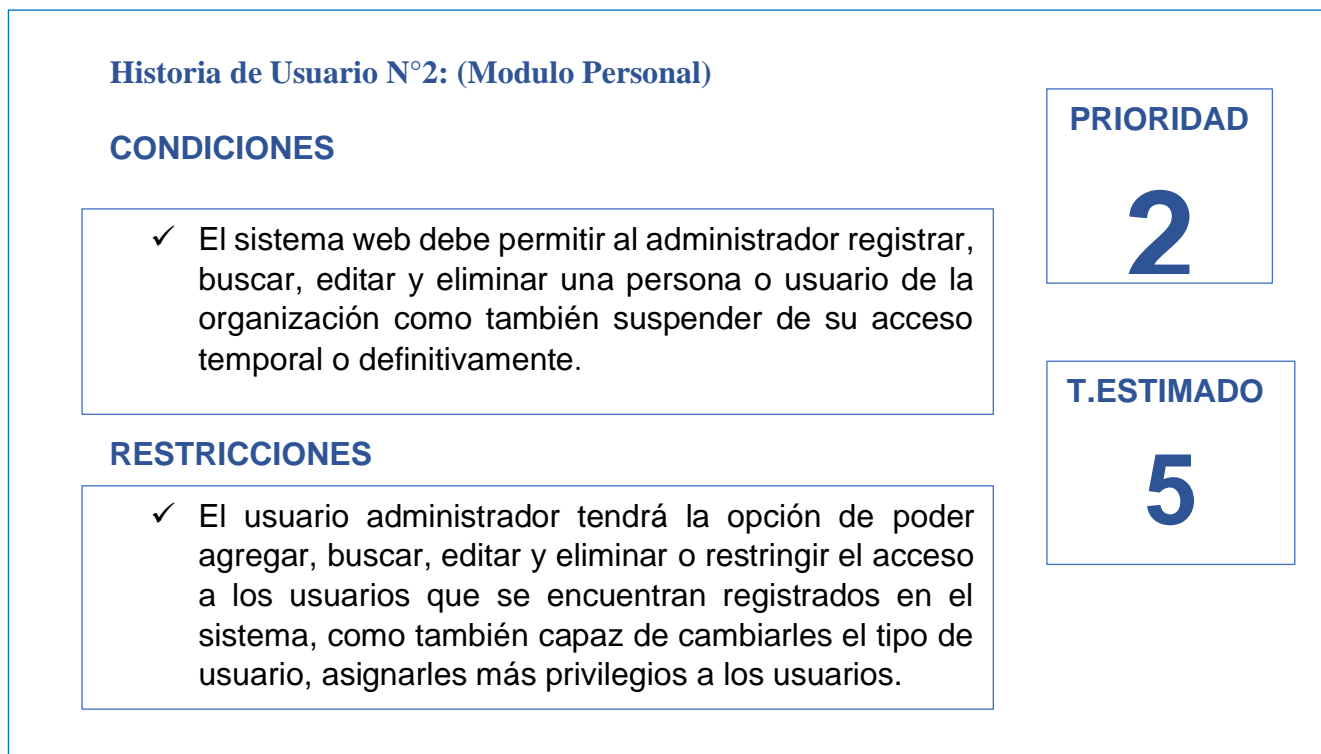 Historia de Usuario N°2: (Modulo Personal)
CONDICIONES
✓ El sistema web debe permitir al administrador registrar,
buscar, editar y eliminar una persona o usuario de la
organización como también suspender de su acceso
temporal o definitivamente.
RESTRICCIONES
✓ El usuario administrador tendrá la opción de poder
agregar, buscar, editar y eliminar o restringir el acceso
a los usuarios que se encuentran registrados en el
sistema, como también capaz de cambiarles el tipo de
usuario, asignarles más privilegios a los usuarios.
PRIORIDAD
2
T.ESTIMADO
5